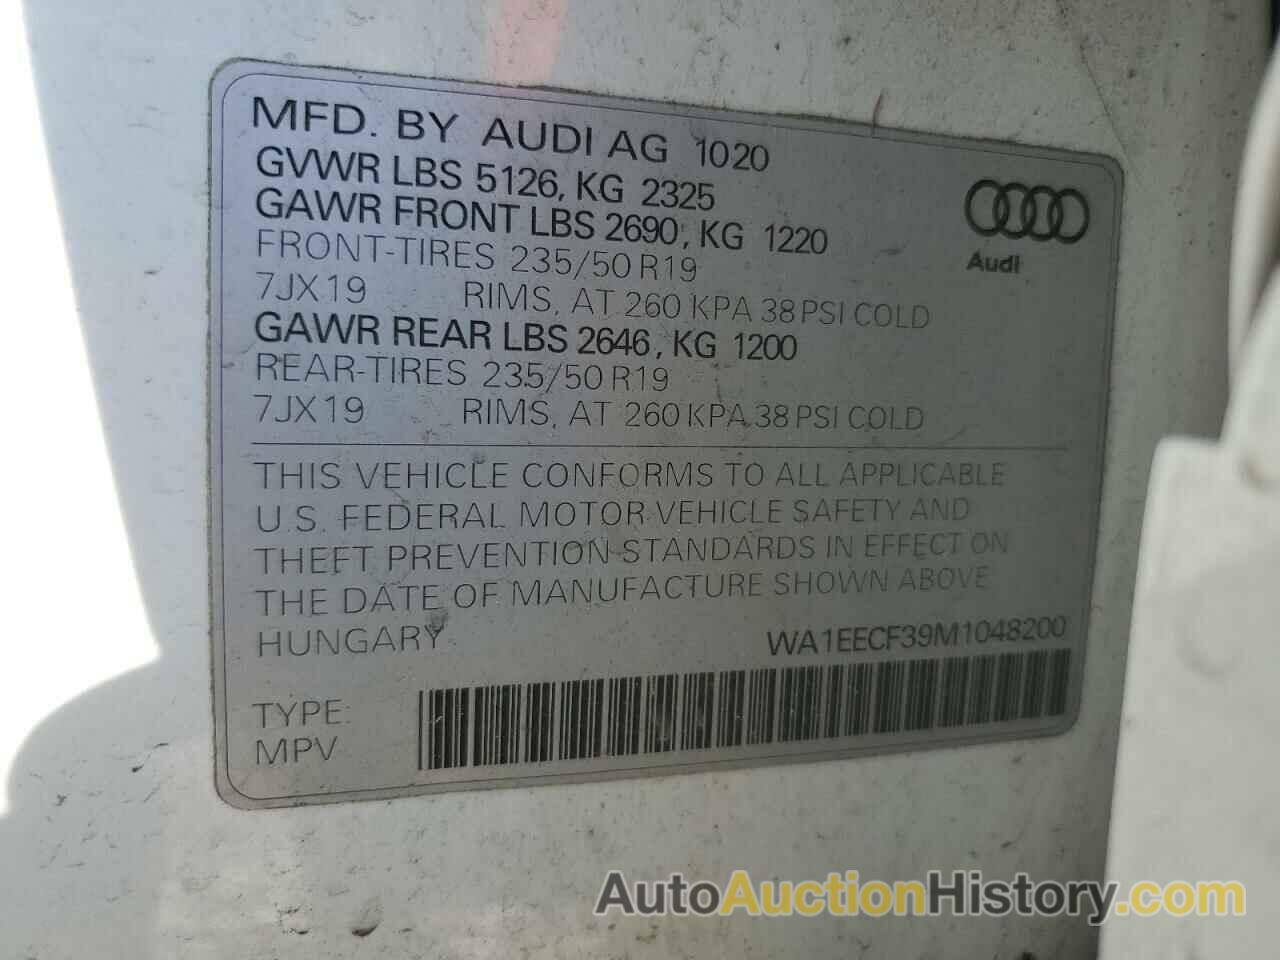 MFD. BY AUDI AG 1020
GVWR LBS 5126, KG 2325
GAWR FRONT LBS 2690, KG 1220
FRONT-TIRES 235/50 R19
7JX19 RIMS, AT 260 KPA 38 PSI COLD
GAWR REAR LBS 2646, KG 1200
REAR-TIRES 235/50 R19
7JX19 RIMS, AT 260 KPA 38 PSI COLD
Audi
THIS VEHICLE CONFORMS TO ALL APPLICABLE
U.S. FEDERAL MOTOR VEHICLE SAFETY AND
THEFT PREVENTION STANDARDS IN EFFECT ON
THE DATE OF MANUFACTURE SHOWN ABOVE
HUNGARY WA1EECF39M1048200
TYPE:
MPV
AutoAuctionHistory.com